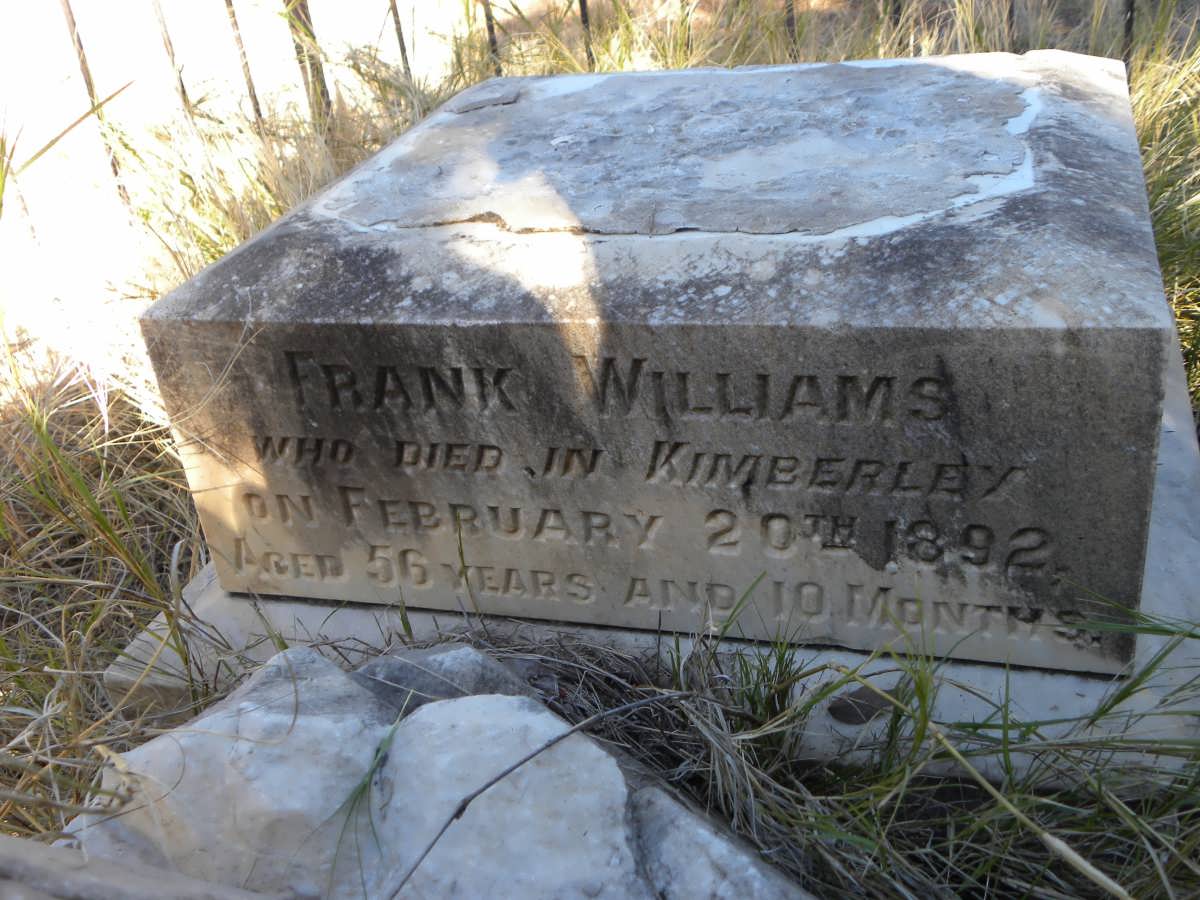 FRANK WILLIAMS
WHO DIED IN KIMBERLEY
ON FEBRUARY 20TH 1892.
AGED 56 YEARS AND 10 MONTHS.